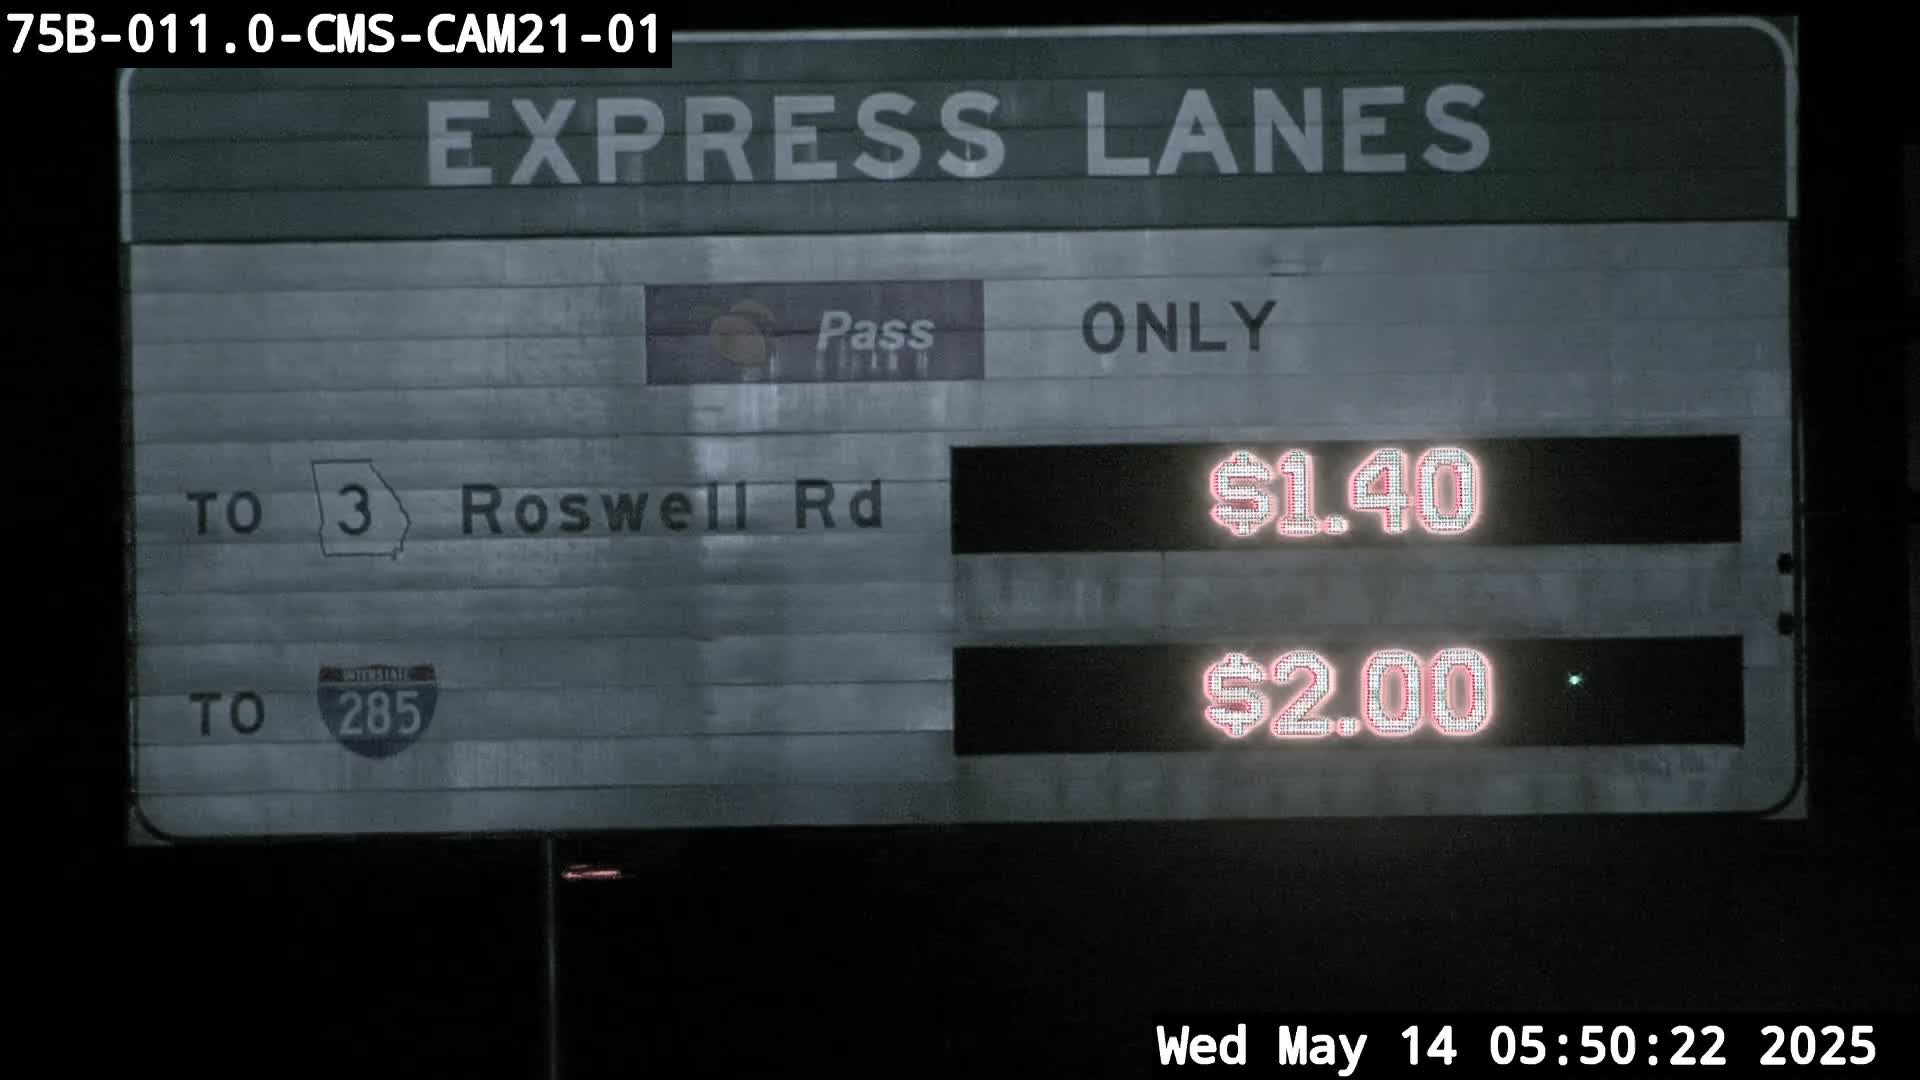 75B-011.0-CMS-CAM21-01
EXPRESS LANES
Pass ONLY
TO 3 Roswell Rd $1.40
TO INTERSTATE 285 $2.00
Wed May 14 05:50:22 2025